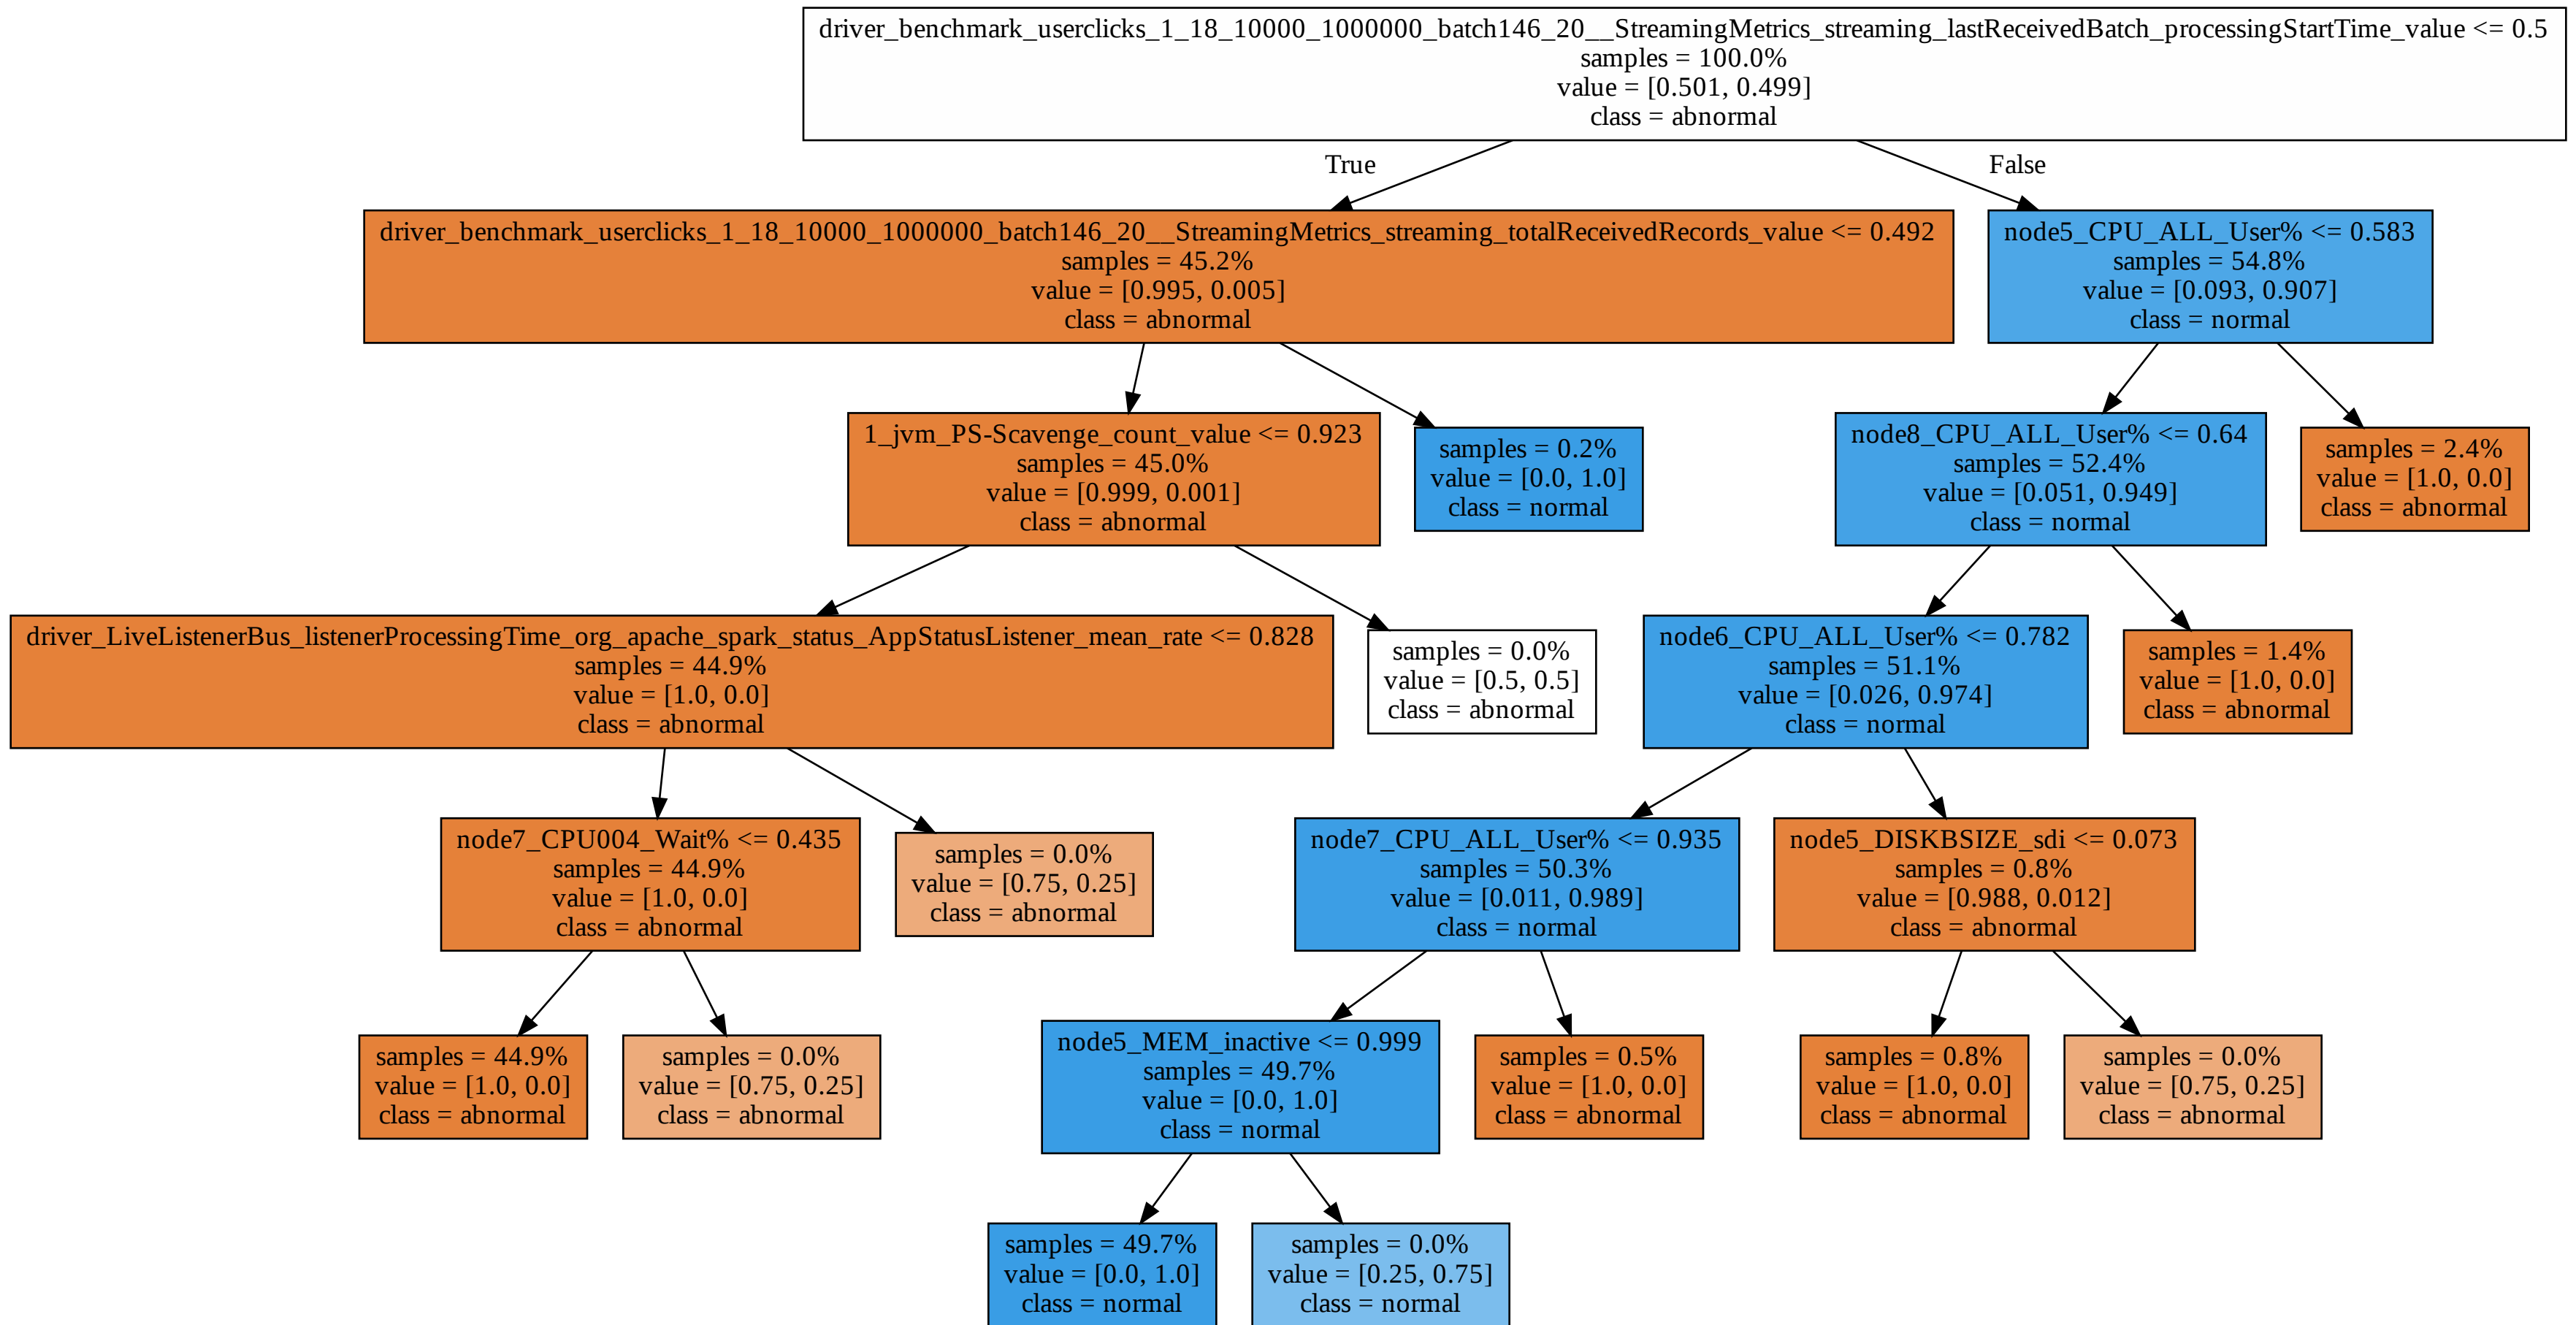 driver_benchmark_userclicks_1_18_10000_1000000_batch146_20__StreamingMetrics_streaming_lastReceivedBatch_processingStartTime_value <= 0.5
samples = 100.0%
value = [0.501, 0.499]
class = abnormal
True
False
driver_benchmark_userclicks_1_18_10000_1000000_batch146_20__StreamingMetrics_streaming_totalReceivedRecords_value <= 0.492
samples = 45.2%
value = [0.995, 0.005]
class = abnormal
node5_CPU_ALL_User% <= 0.583
samples = 54.8%
value = [0.093, 0.907]
class = normal
1_jvm_PS-Scavenge_count_value <= 0.923
samples = 45.0%
value = [0.999, 0.001]
class = abnormal
samples = 0.2%
value = [0.0, 1.0]
class = normal
node8_CPU_ALL_User% <= 0.64
samples = 52.4%
value = [0.051, 0.949]
class = normal
samples = 2.4%
value = [1.0, 0.0]
class = abnormal
driver_LiveListenerBus_listenerProcessingTime_org_apache_spark_status_AppStatusListener_mean_rate <= 0.828
samples = 44.9%
value = [1.0, 0.0]
class = abnormal
samples = 0.0%
value = [0.5, 0.5]
class = abnormal
node6_CPU_ALL_User% <= 0.782
samples = 51.1%
value = [0.026, 0.974]
class = normal
samples = 1.4%
value = [1.0, 0.0]
class = abnormal
node7_CPU004_Wait% <= 0.435
samples = 44.9%
value = [1.0, 0.0]
class = abnormal
samples = 0.0%
value = [0.75, 0.25]
class = abnormal
node7_CPU_ALL_User% <= 0.935
samples = 50.3%
value = [0.011, 0.989]
class = normal
node5_DISKBSIZE_sdi <= 0.073
samples = 0.8%
value = [0.988, 0.012]
class = abnormal
samples = 44.9%
value = [1.0, 0.0]
class = abnormal
samples = 0.0%
value = [0.75, 0.25]
class = abnormal
node5_MEM_inactive <= 0.999
samples = 49.7%
value = [0.0, 1.0]
class = normal
samples = 0.5%
value = [1.0, 0.0]
class = abnormal
samples = 0.8%
value = [1.0, 0.0]
class = abnormal
samples = 0.0%
value = [0.75, 0.25]
class = abnormal
samples = 49.7%
value = [0.0, 1.0]
class = normal
samples = 0.0%
value = [0.25, 0.75]
class = normal